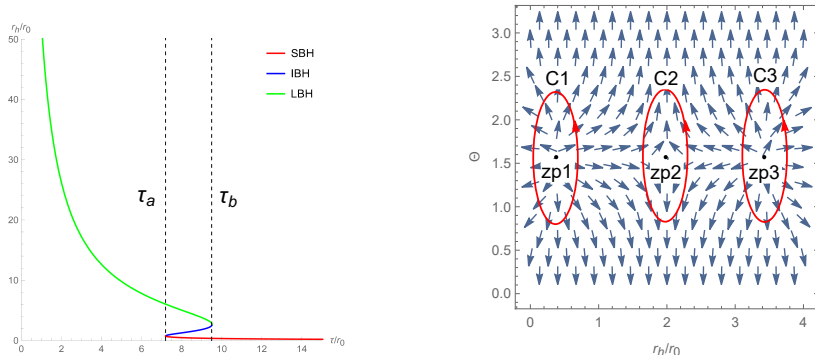 r_h/r_0
50
40
30
20
10
0
0 2 4 6 8 10 12 14
τ/r_0
τ_a
τ_b
SBH
IBH
LBH
3.0
2.5
2.0
1.5
1.0
0.5
0.0
Θ
C1 C2 C3
zp1 zp2 zp3
0 1 2 3 4
r_h/r_0